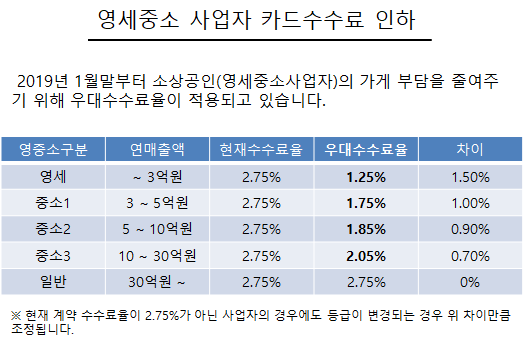 영세중소 사업자 카드수수료 인하
2019년 1월말부터 소상공인(영세중소사업자)의 가게 부담을 줄여주
기 위해 우대수수료율이 적용되고 있습니다.
영중소구분 연매출액 현재수수료율 우대수수료율 차이
영세 ~ 3억원 2.75% 1.25% 1.50%
중소1 3 ~ 5억원 2.75% 1.75% 1.00%
중소2 5 ~ 10억원 2.75% 1.85% 0.90%
중소3 10 ~ 30억원 2.75% 2.05% 0.70%
일반 30억원 ~ 2.75% 2.75% 0%
※ 현재 계약 수수료율이 2.75%가 아닌 사업자의 경우에도 등급이 변경되는 경우 위 차이만큼
조정됩니다.